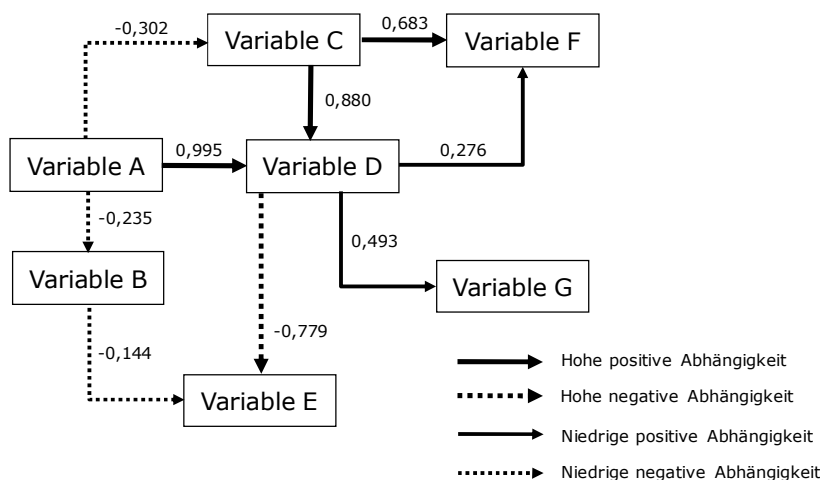 -0,302
Variable C
0,683
Variable F
0,880
Variable A
0,995
Variable D
0,276
-0,235
0,493
Variable B
Variable G
-0,779
-0,144
Variable E
Hohe positive Abhängigkeit
Hohe negative Abhängigkeit
Niedrige positive Abhängigkeit
Niedrige negative Abhängigkeit